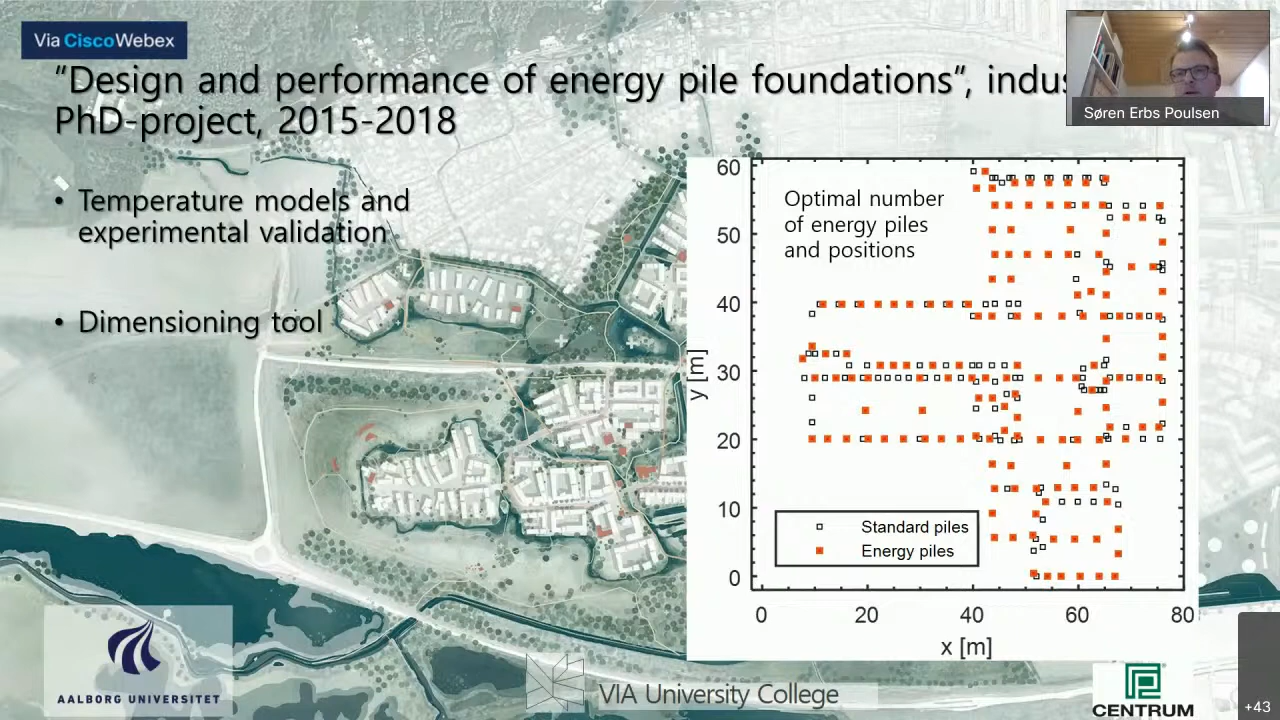 Via CiscoWebex
“Design and performance of energy pile foundations”, indus
PhD-project, 2015-2018
Søren Erbs Poulsen
• Temperature models and
experimental validation
• Dimensioning tool
Optimal number
of energy piles
and positions
60
50
40
30
20
10
0
y [m]
Standard piles
Energy piles
0 20 40 60 80
x [m]
AALBORG UNIVERSITET
VIA University College
CENTRUM
+43